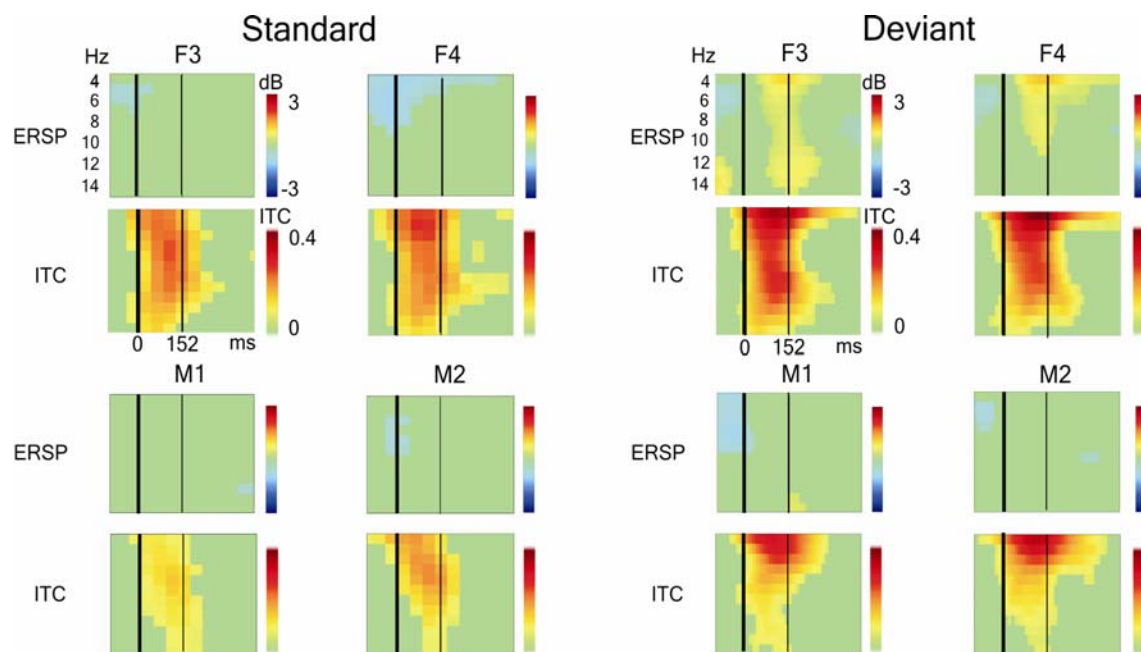 Standard Deviant
Hz F3 F4 Hz F3 F4
4 dB 4 dB
6 3 6 3
8 8
ERSP 10 ERSP 10
12 12
14 -3 14 -3
ITC ITC
0.4 0.4
ITC ITC
0 0
0 152 ms 0 152 ms
M1 M2 M1 M2
ERSP ERSP
ITC ITC